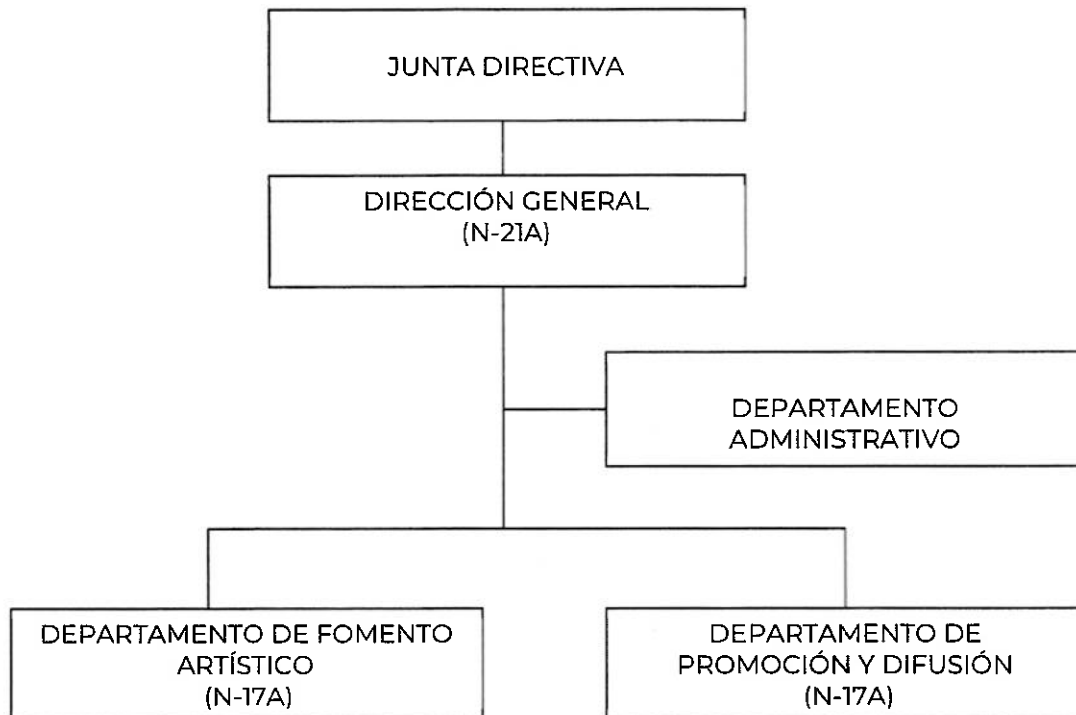 JUNTA DIRECTIVA
DIRECCIÓN GENERAL
(N-21A)
DEPARTAMENTO
ADMINISTRATIVO
DEPARTAMENTO DE FOMENTO
ARTÍSTICO
(N-17A)
DEPARTAMENTO DE
PROMOCIÓN Y DIFUSIÓN
(N-17A)